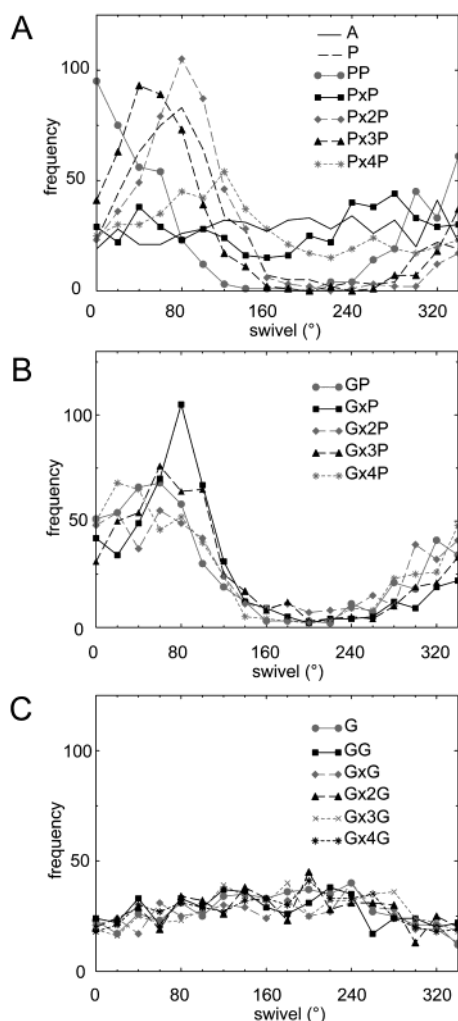 A
A
P
PP
PxP
Px2P
Px3P
Px4P
frequency
100
50
0
0 80 160 240 320
swivel (°)
B
GP
GxP
Gx2P
Gx3P
Gx4P
frequency
100
50
0
0 80 160 240 320
swivel (°)
C
G
GG
GxG
Gx2G
Gx3G
Gx4G
frequency
100
50
0
0 80 160 240 320
swivel (°)